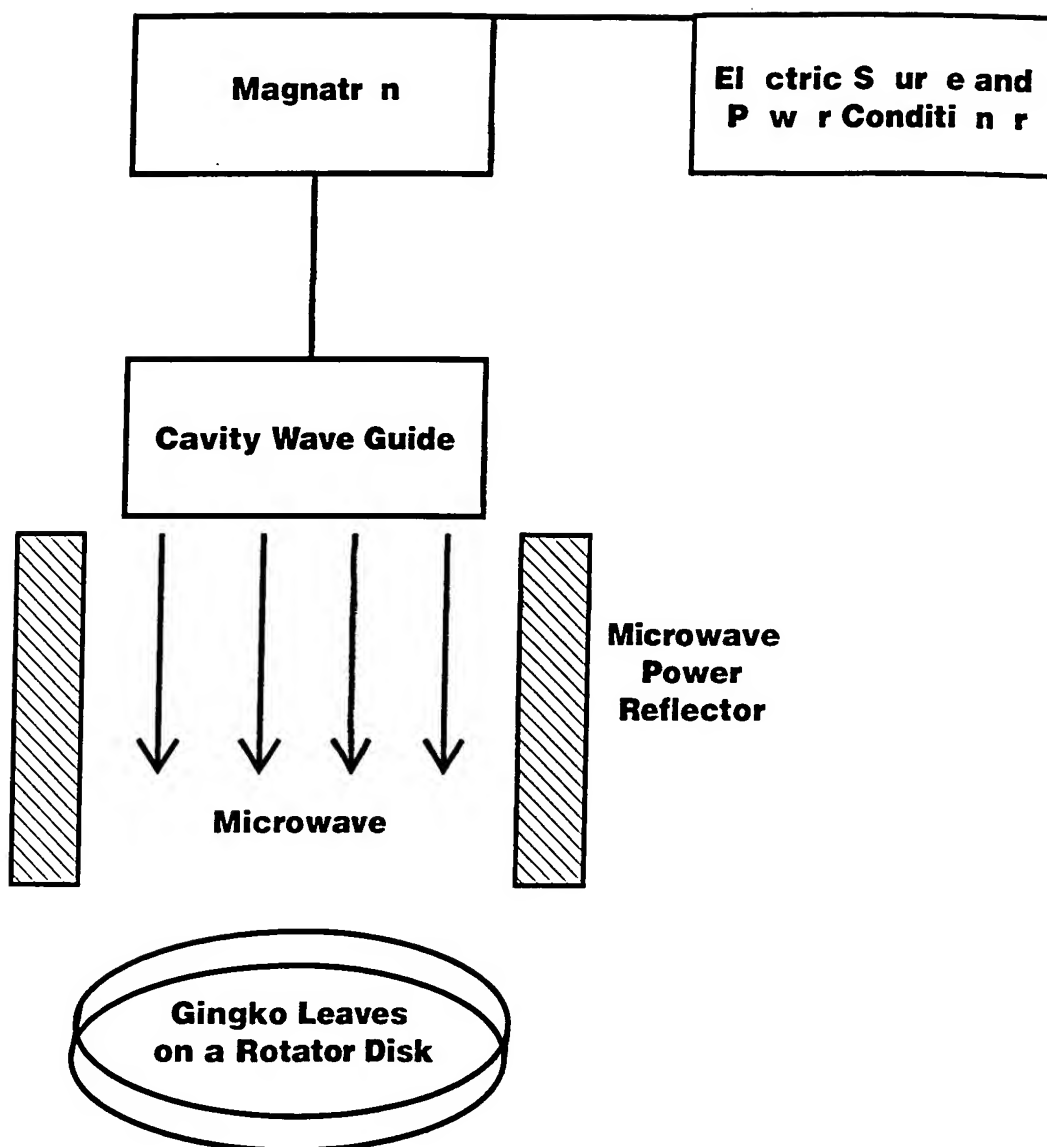 Magnatr n
El ctric S ur e and
P w r Conditi n r
Cavity Wave Guide
Microwave
Power
Reflector
Microwave
Gingko Leaves
on a Rotator Disk